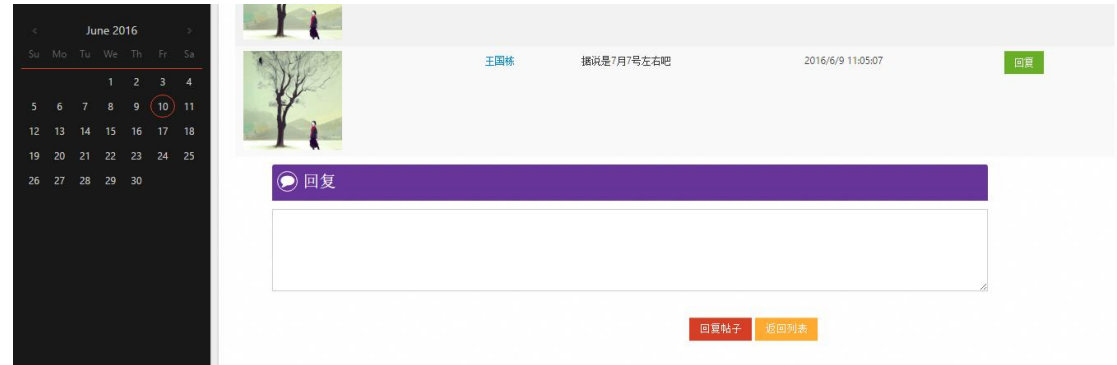 < June 2016 >
Su Mo Tu We Th Fr Sa
1 2 3 4
5 6 7 8 9 10 11
12 13 14 15 16 17 18
19 20 21 22 23 24 25
26 27 28 29 30
王国栋 据说是7月7号左右吧 2016/6/9 11:05:07 回复
回复
回复帖子 返回列表